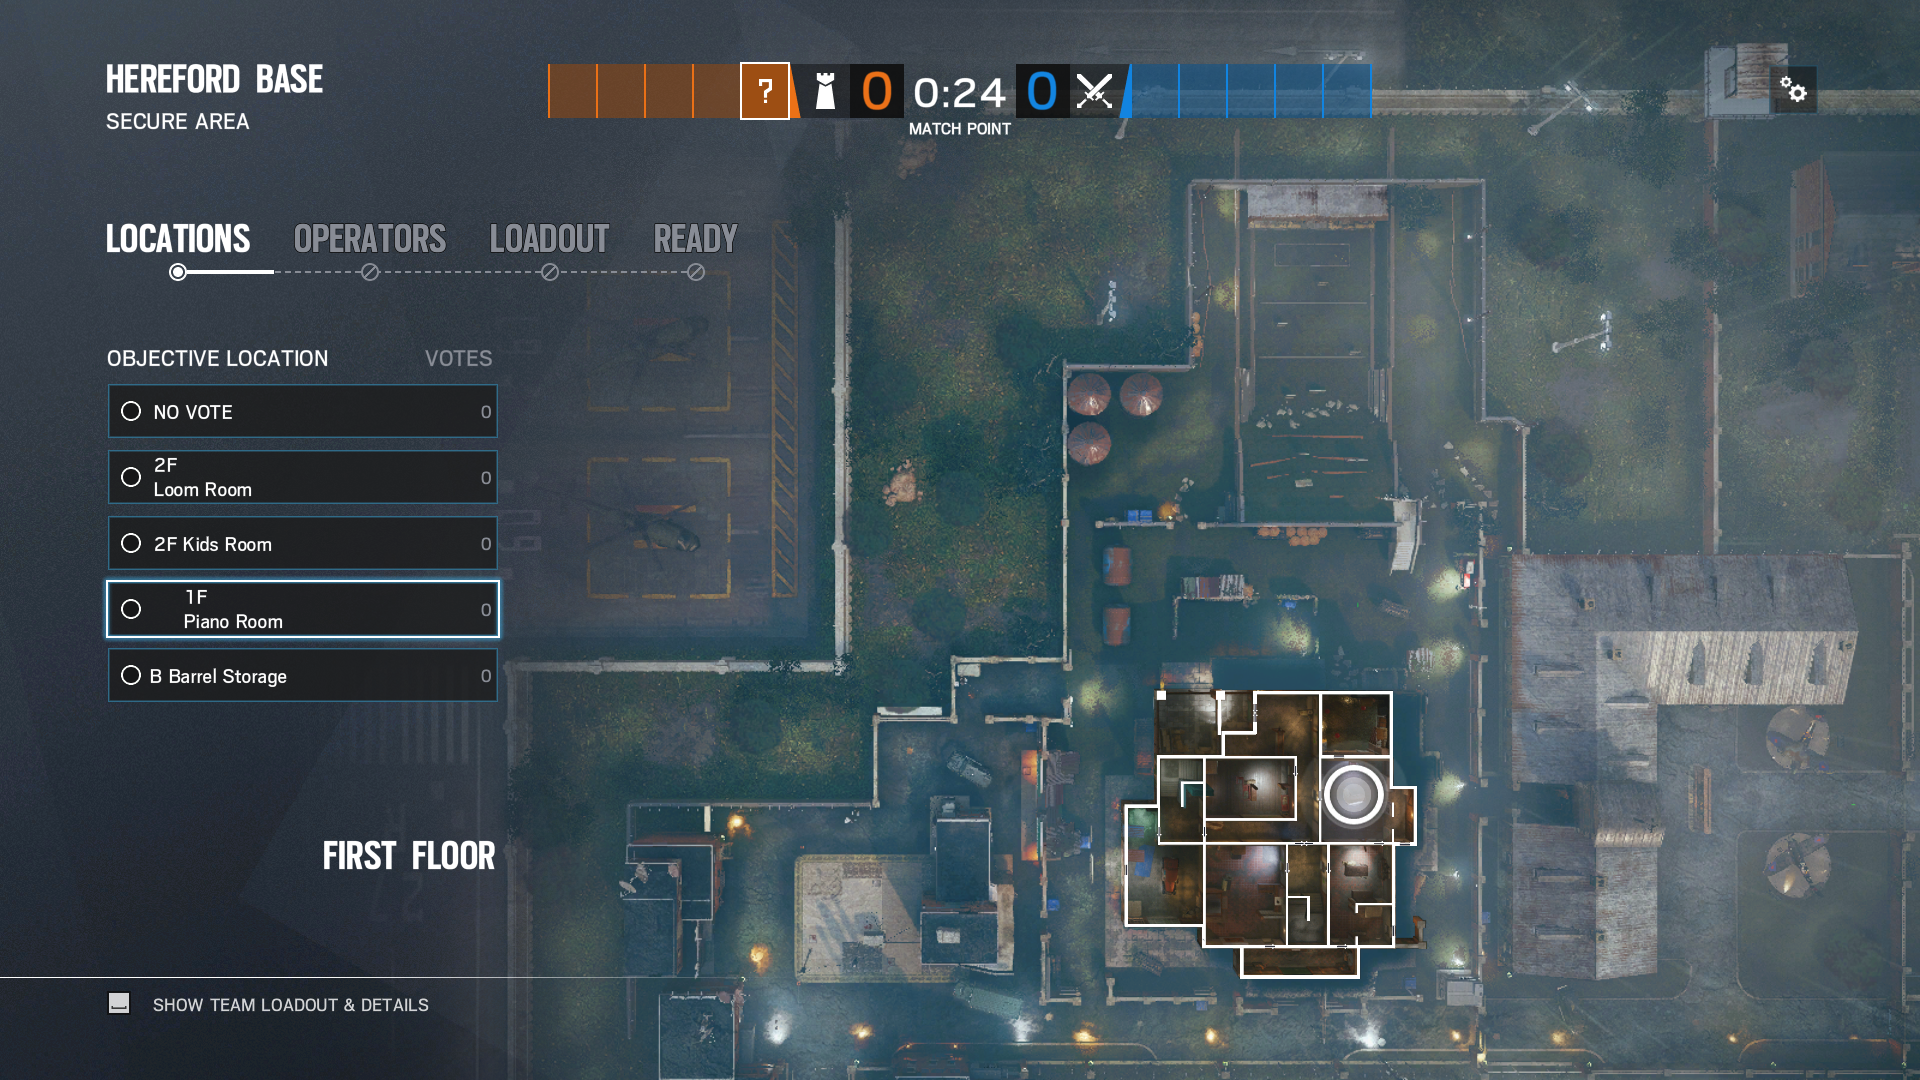 HEREFORD BASE
SECURE AREA
?
0
0:24
0
MATCH POINT
LOCATIONS
OPERATORS
LOADOUT
READY
OBJECTIVE LOCATION
VOTES
NO VOTE
0
2F
Loom Room
0
2F Kids Room
0
1F
Piano Room
0
B Barrel Storage
0
FIRST FLOOR
SHOW TEAM LOADOUT & DETAILS